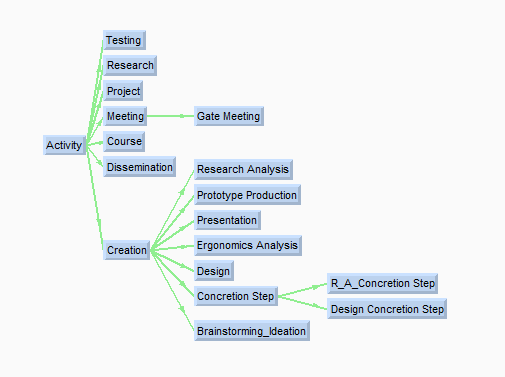 Testing
Research
Project
Meeting
Gate Meeting
Activity
Course
Dissemination
Research Analysis
Prototype Production
Presentation
Creation
Ergonomics Analysis
Design
R_A_Concretion Step
Concretion Step
Design Concretion Step
Brainstorming_Ideation